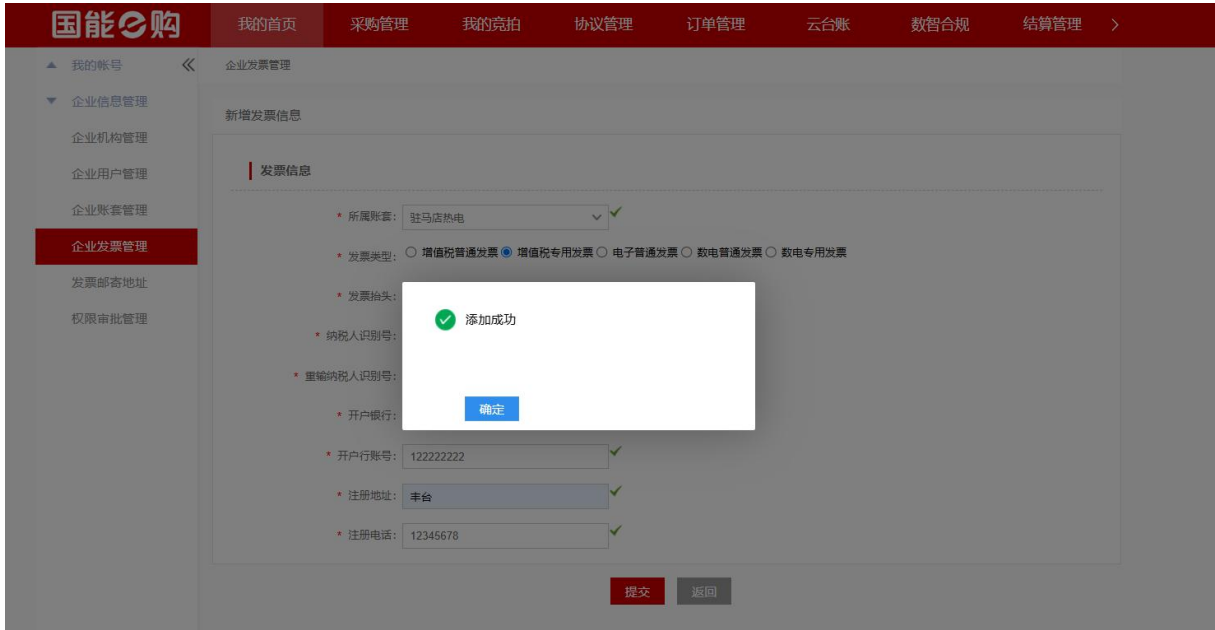 国能e购 我的首页 采购管理 我的竞拍 协议管理 订单管理 云台账 数智合规 结算管理
我的帐号
企业信息管理
企业机构管理
企业用户管理
企业账套管理
企业发票管理
发票邮寄地址
权限审批管理
企业发票管理
新增发票信息
发票信息
* 所属账套: 驻马店热电
* 发票类型: 增值税普通发票 增值税专用发票 电子普通发票 数电普通发票 数电专用发票
* 发票抬头:
* 纳税人识别号:
* 重输纳税人识别号:
* 开户银行:
* 开户行账号: 122222222
* 注册地址: 丰台
* 注册电话: 12345678
添加成功
确定
提交 返回